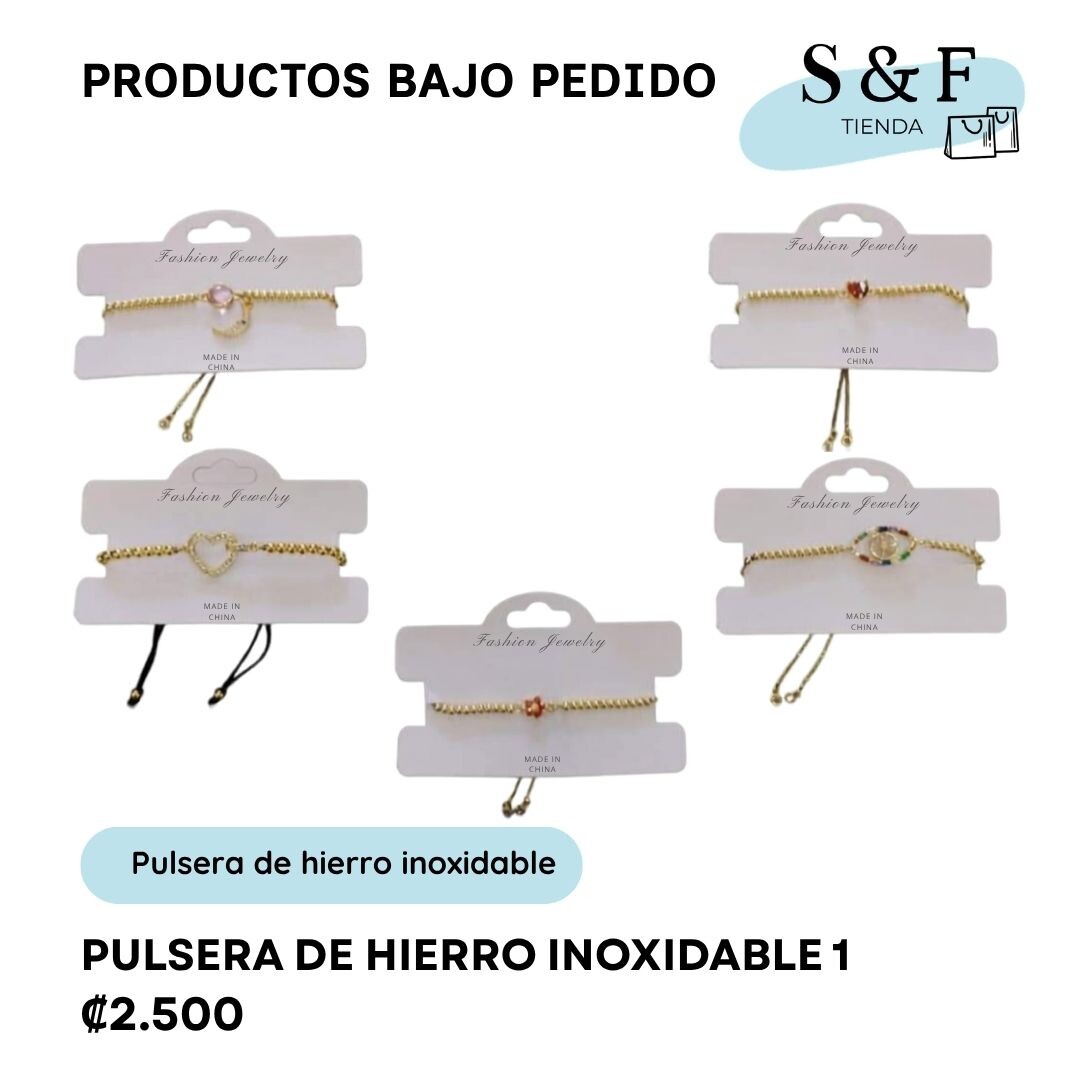 PRODUCTOS BAJO PEDIDO
S & F
TIENDA
Fashion Jewelry
MADE IN
CHINA
Fashion Jewelry
MADE IN
CHINA
Fashion Jewelry
MADE IN
CHINA
Fashion Jewelry
MADE IN
CHINA
Fashion Jewelry
MADE IN
CHINA
Pulsera de hierro inoxidable
PULSERA DE HIERRO INOXIDABLE 1
₡2.500